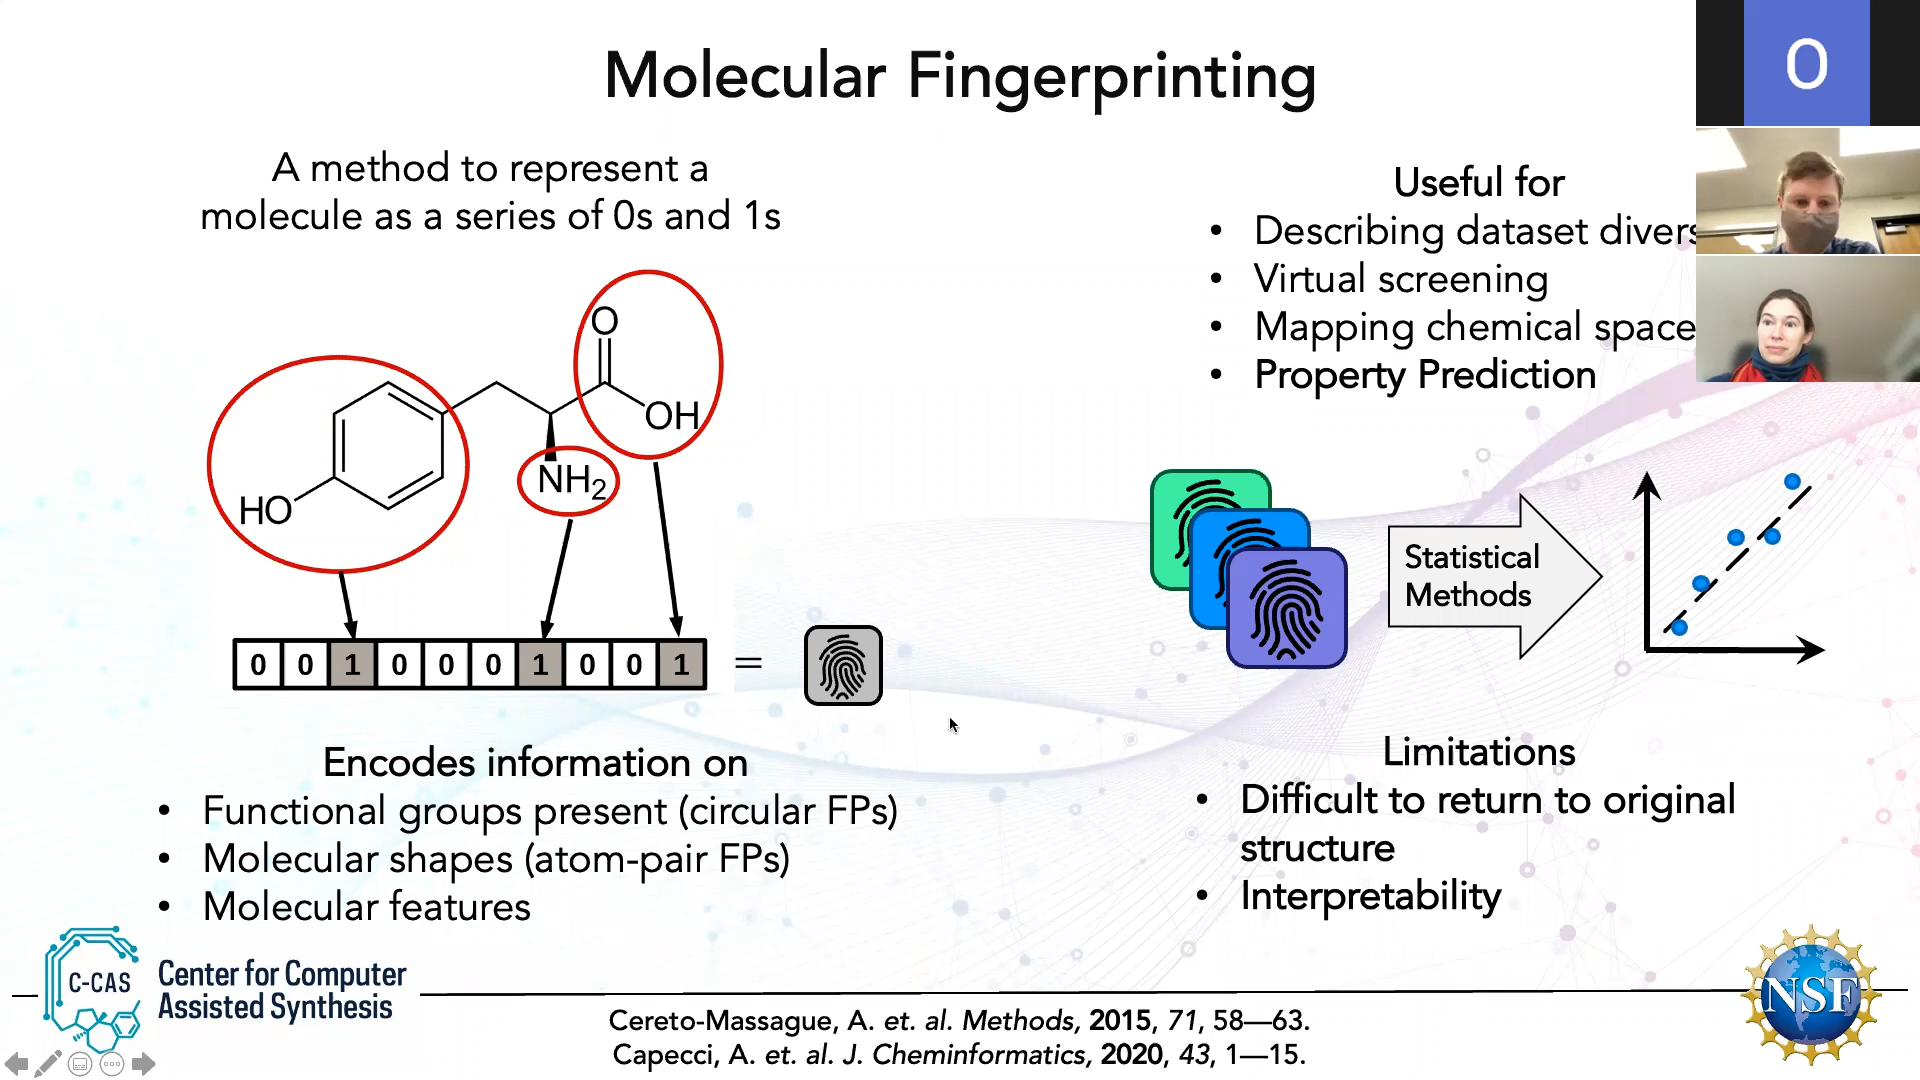 Molecular Fingerprinting
O
A method to represent a
molecule as a series of 0s and 1s
O
OH
NH2
HO
0 0 1 0 0 0 1 0 0 1 =
Encodes information on
• Functional groups present (circular FPs)
• Molecular shapes (atom-pair FPs)
• Molecular features
Useful for
• Describing dataset divers
• Virtual screening
• Mapping chemical space
• Property Prediction
Statistical
Methods
Limitations
• Difficult to return to original
structure
• Interpretability
C-CAS
Center for Computer
Assisted Synthesis
Cereto-Massague, A. et. al. Methods, 2015, 71, 58—63.
Capecci, A. et. al. J. Cheminformatics, 2020, 43, 1—15.
NSF